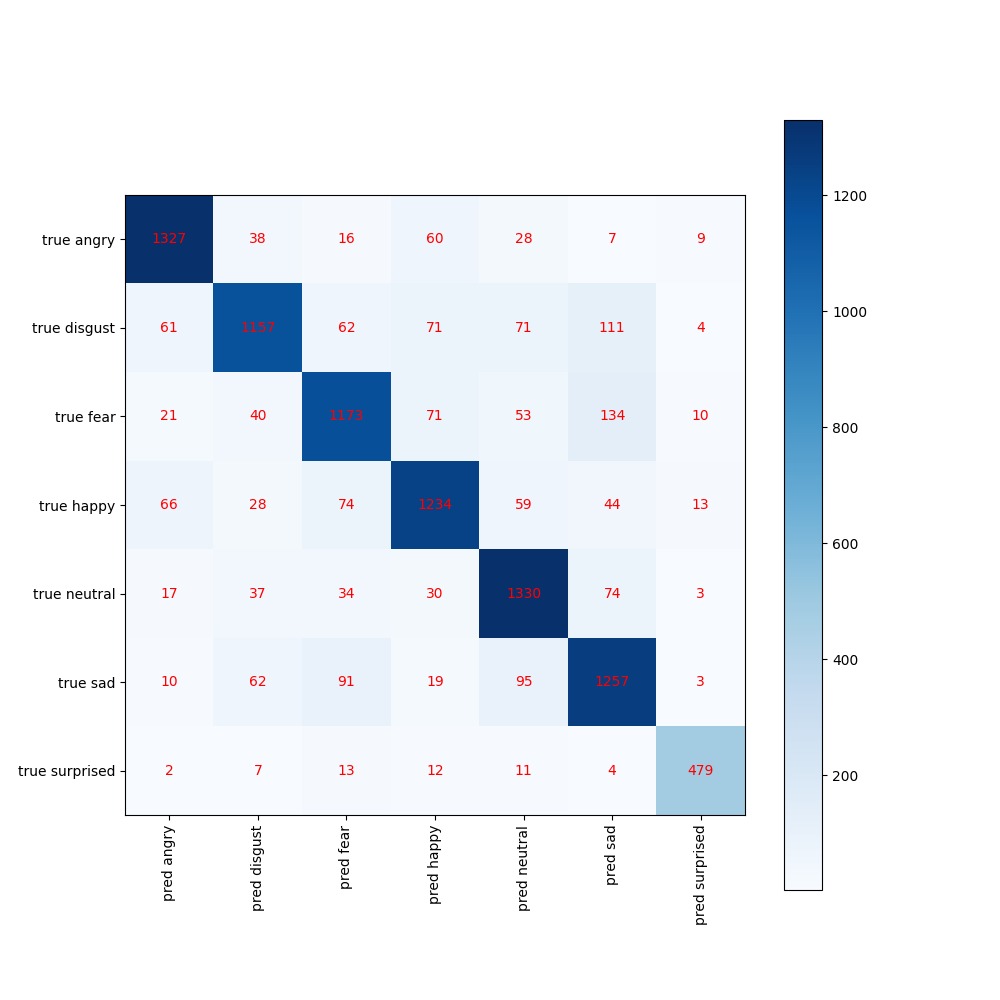 1200
true angry 1327 38 16 60 28 7 9
1000
true disgust 61 1157 62 71 71 111 4
true fear 21 40 1173 71 53 134 10
800
true happy 66 28 74 1234 59 44 13
600
true neutral 17 37 34 30 1330 74 3
400
true sad 10 62 91 19 95 1257 3
true surprised 2 7 13 12 11 4 479
200
pred angry
pred disgust
pred fear
pred happy
pred neutral
pred sad
pred surprised